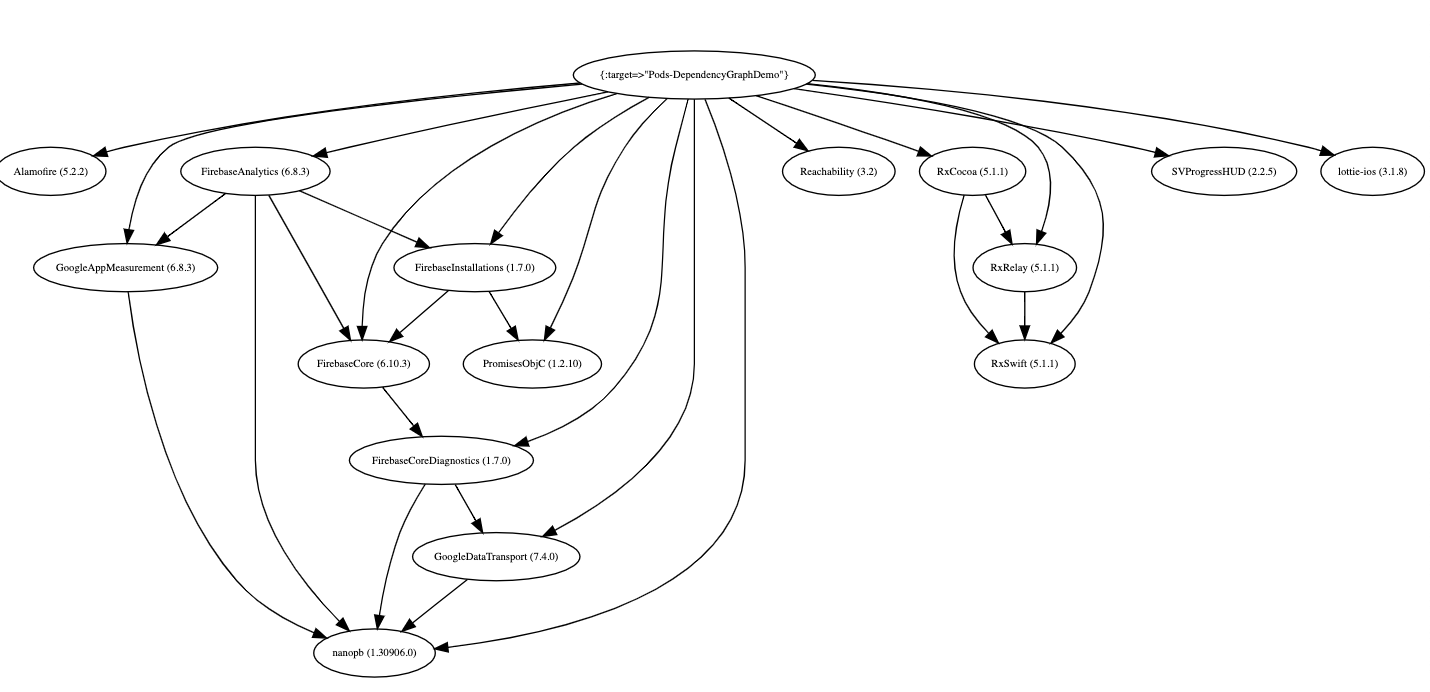 {:target=>"Pods-DependencyGraphDemo"}
Alamofire (5.2.2)
FirebaseAnalytics (6.8.3)
Reachability (3.2)
RxCocoa (5.1.1)
SVProgressHUD (2.2.5)
lottie-ios (3.1.8)
GoogleAppMeasurement (6.8.3)
FirebaseInstallations (1.7.0)
RxRelay (5.1.1)
FirebaseCore (6.10.3)
PromisesObjC (1.2.10)
RxSwift (5.1.1)
FirebaseCoreDiagnostics (1.7.0)
GoogleDataTransport (7.4.0)
nanopb (1.30906.0)